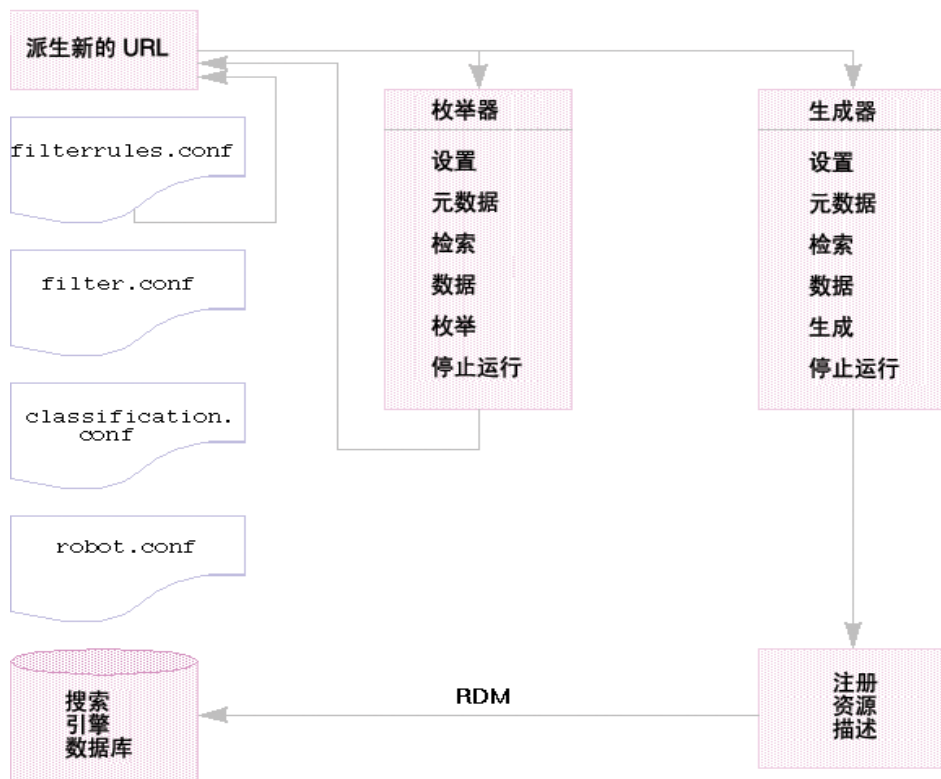 派生新的 URL
filterrules.conf
filter.conf
classification.
conf
robot.conf
枚举器
设置
元数据
检索
数据
枚举
停止运行
生成器
设置
元数据
检索
数据
生成
停止运行
搜索
引擎
数据库
RDM
注册
资源
描述